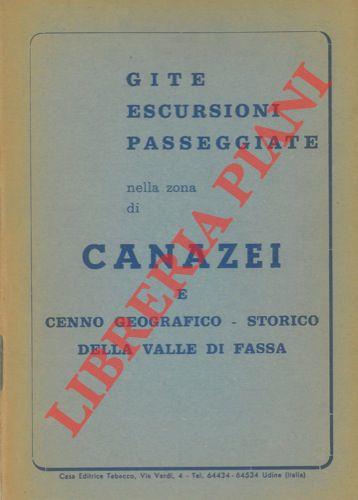 GITE
ESCURSIONI
PASSEGGIATE
nella zona
di
CANAZEI
E
CENNO GEOGRAFICO - STORICO
DELLA VALLE DI FASSA
Casa Editrice Tabacco, Via Verdi, 4 - Tel. 64434 - 64534 Udine (Italia)
LIBRERIA PIANI